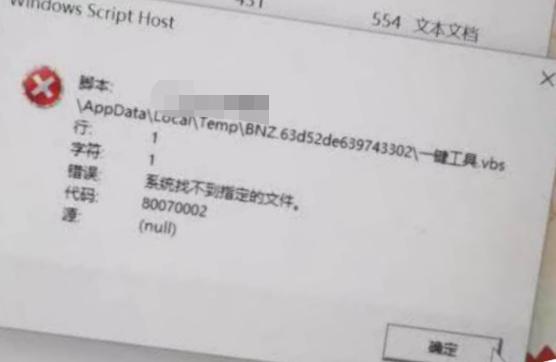 Windows Script Host
554 文本文档
脚本:
\AppData\Local\Temp\BNZ.63d52de639743302\一键工具.vbs
行: 1
字符: 1
错误: 系统找不到指定的文件。
代码: 80070002
源: (null)
确定